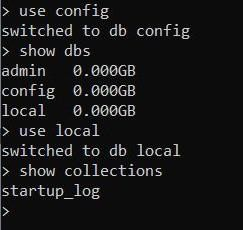 > use config
switched to db config
> show dbs
admin   0.000GB
config  0.000GB
local   0.000GB
> use local
switched to db local
> show collections
startup_log
>